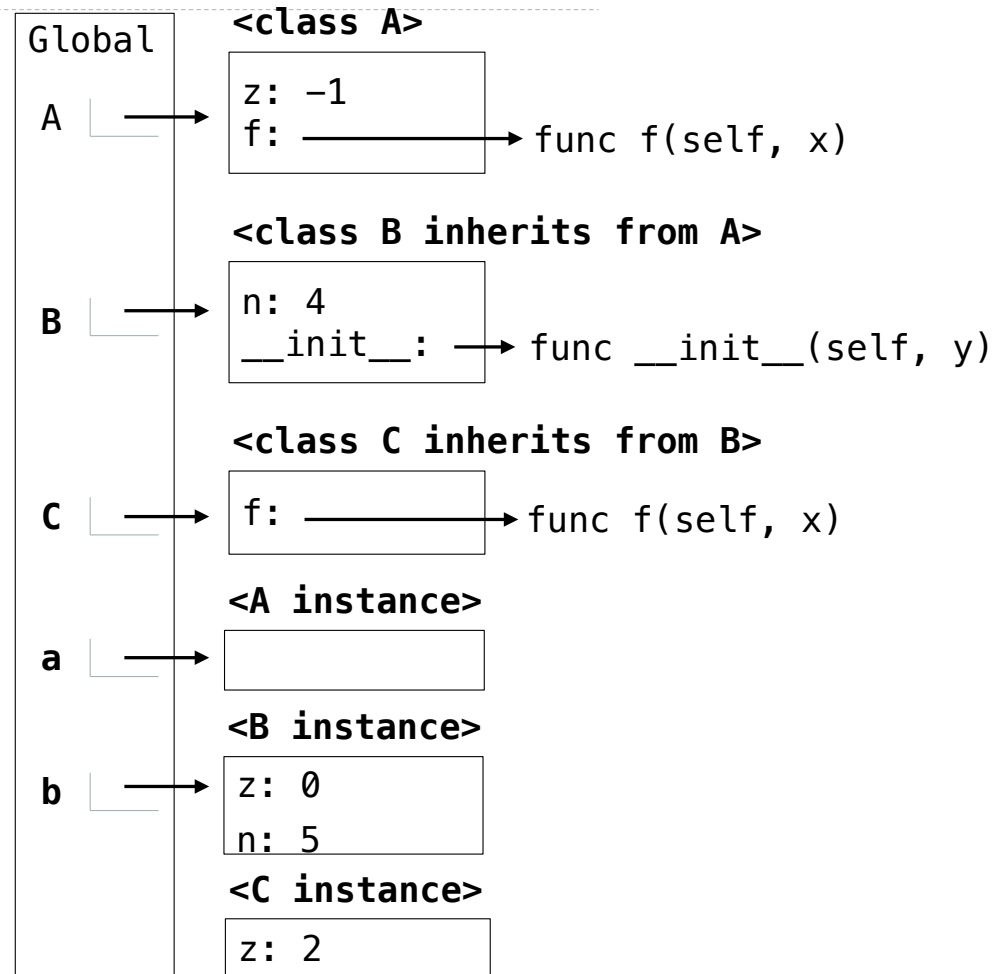 Global
<class A>
A
z: −1
f:
func f(self, x)
<class B inherits from A>
B
n: 4
__init__:
func __init__(self, y)
<class C inherits from B>
C
f:
func f(self, x)
<A instance>
a
<B instance>
b
z: 0
n: 5
<C instance>
z: 2